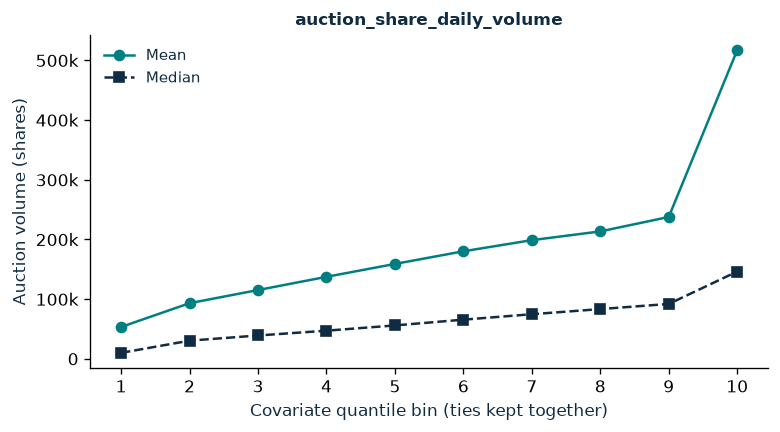 auction_share_daily_volume
Mean
Median
Auction volume (shares)
500k
400k
300k
200k
100k
0
1 2 3 4 5 6 7 8 9 10
Covariate quantile bin (ties kept together)